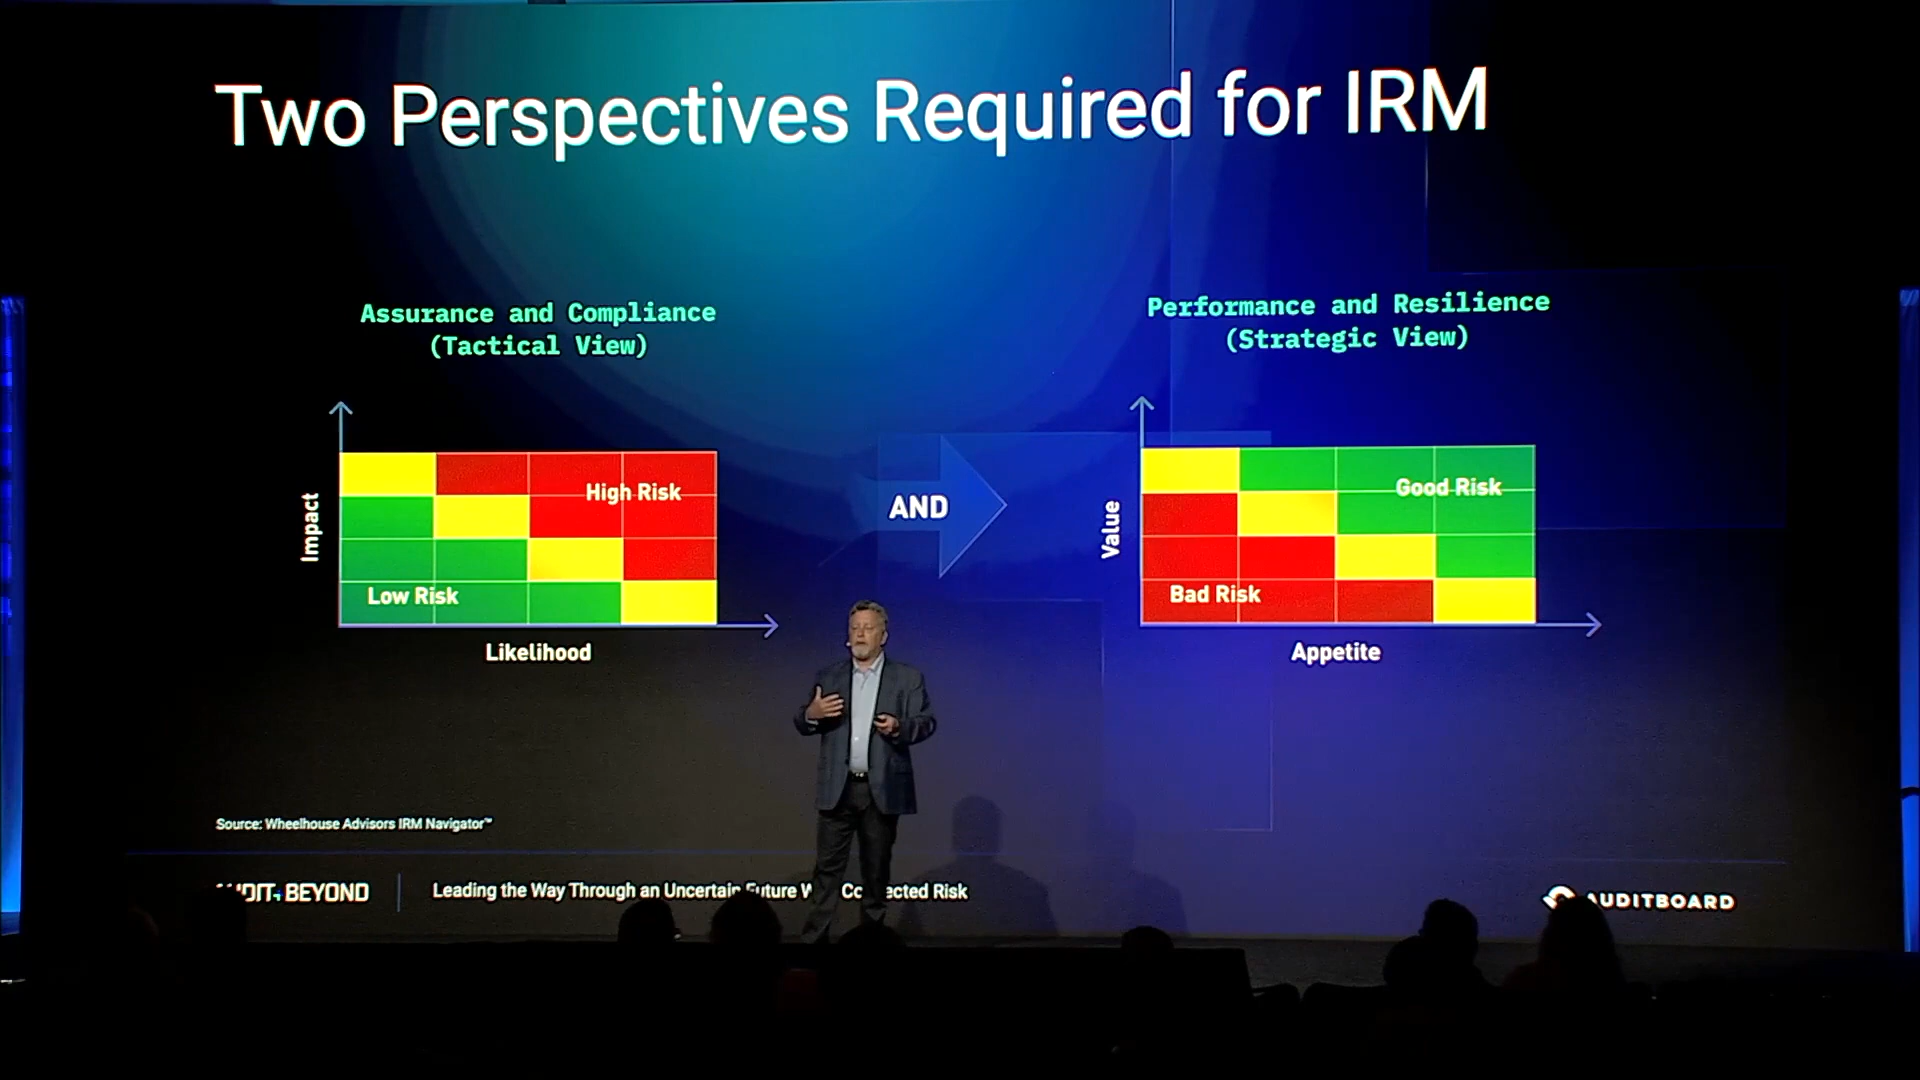 Two Perspectives Required for IRM
Assurance and Compliance
(Tactical View)
Performance and Resilience
(Strategic View)
Impact
High Risk
Low Risk
Likelihood
AND
Value
Good Risk
Bad Risk
Appetite
Source: Wheelhouse Advisors IRM Navigator™
BEYOND
Leading the Way Through an Uncertain Future Risk
AUDITBOARD